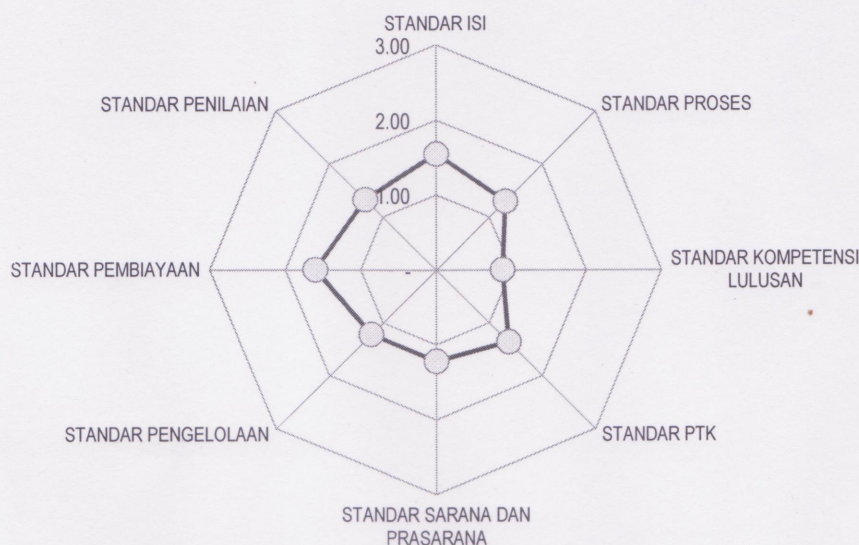 STANDAR ISI
3.00
STANDAR PENILAIAN
STANDAR PROSES
2.00
1.00
STANDAR PEMBIAYAAN
-
STANDAR KOMPETENSI
LULUSAN
STANDAR PENGELOLAAN
STANDAR PTK
STANDAR SARANA DAN
PRASARANA